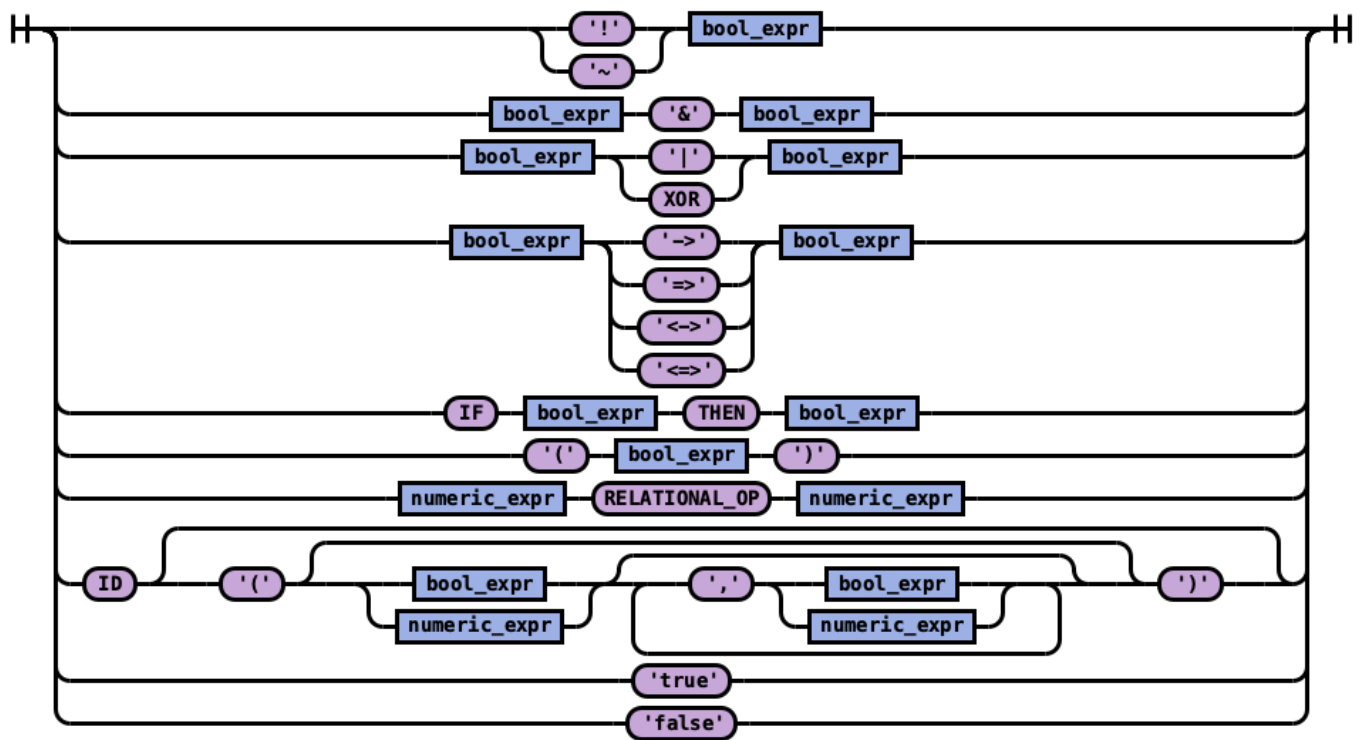 '!' bool_expr
'~'
bool_expr '&' bool_expr
bool_expr '|' bool_expr
XOR
bool_expr '->' bool_expr
'=>'
'<->'
'<=>'
IF bool_expr THEN bool_expr
'(' bool_expr ')'
numeric_expr RELATIONAL_OP numeric_expr
ID '(' bool_expr ',' bool_expr ')'
numeric_expr numeric_expr
'true'
'false'